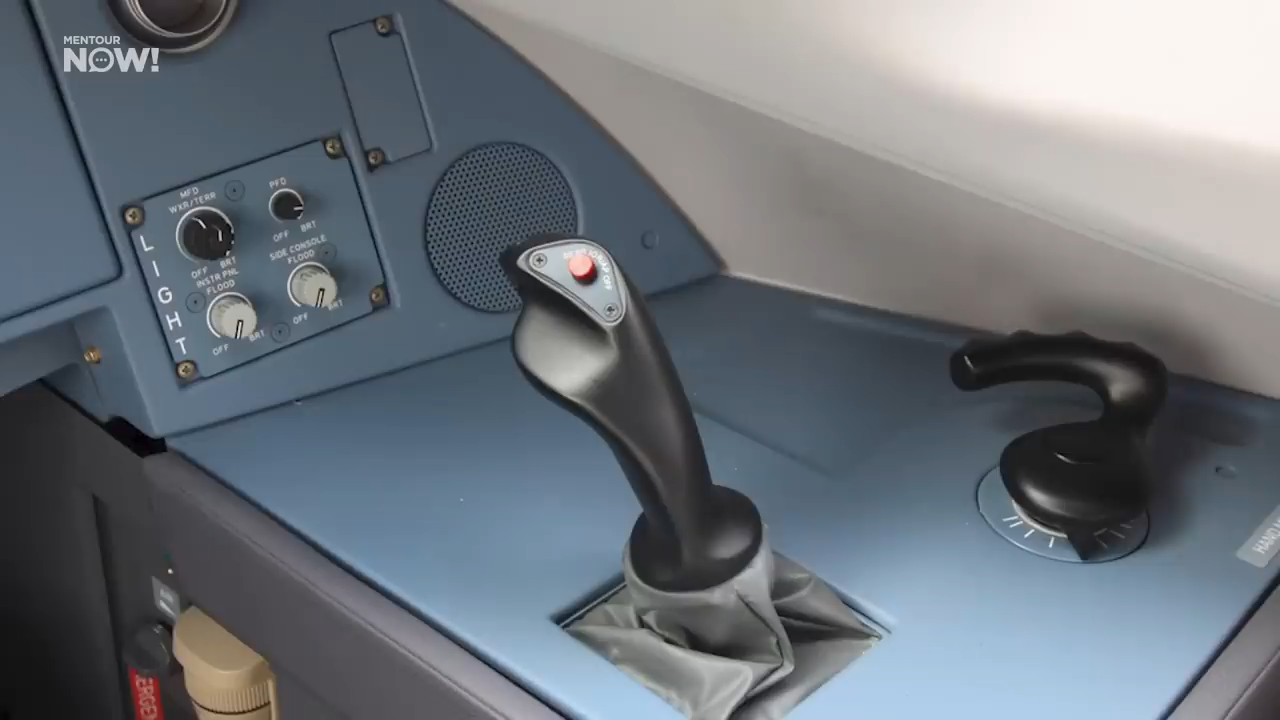 MENTOUR
NOW!
MFD
WXR/TERR
OFF BRT
PFD
OFF BRT
INSTR PNL
FLOOD
OFF BRT
SIDE CONSOLE
FLOOD
OFF BRT
LIGHT